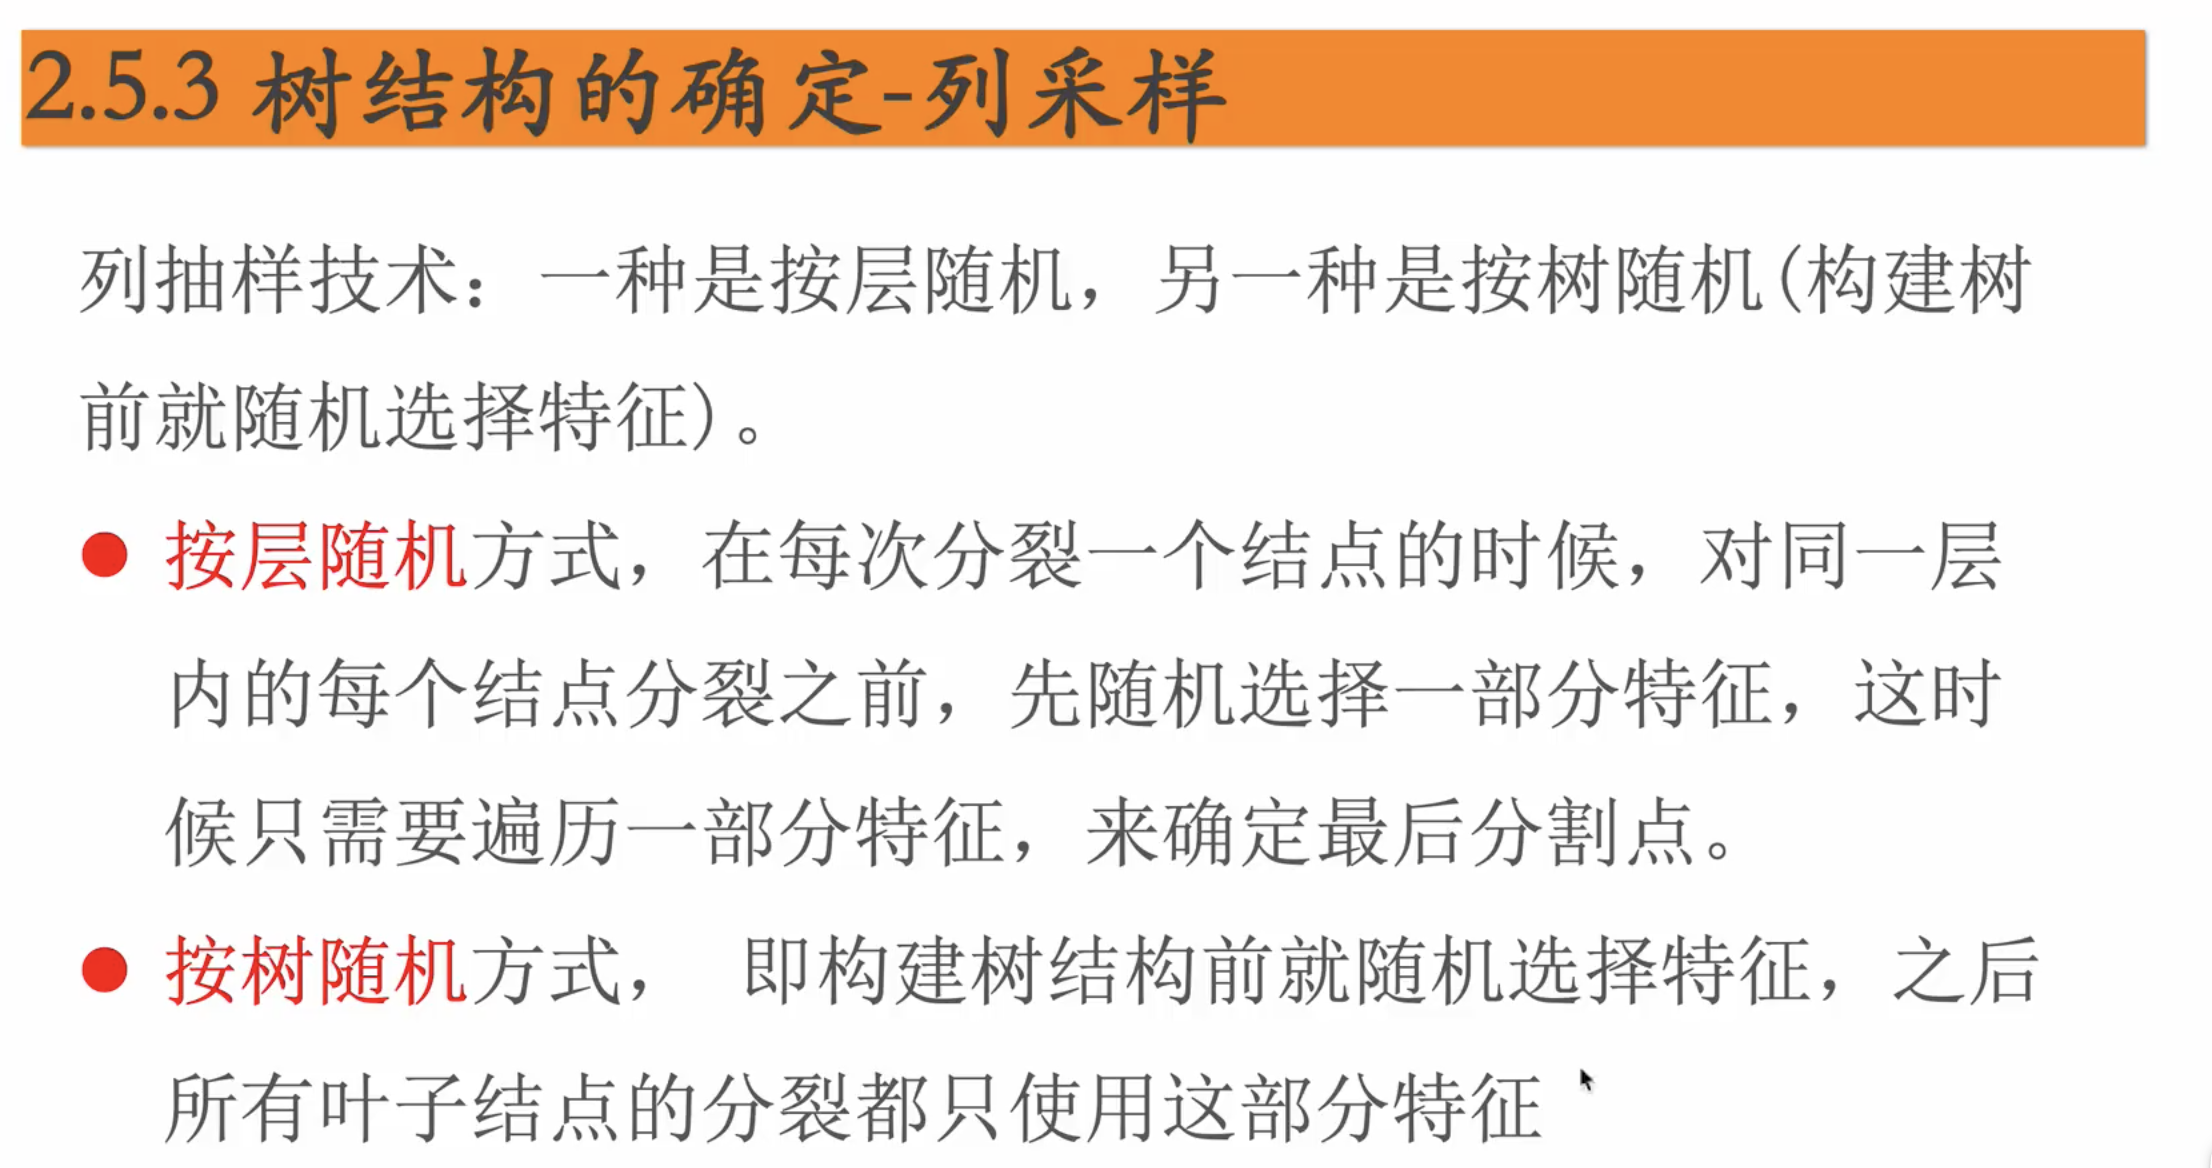 2.5.3 树结构的确定-列采样
列抽样技术：一种是按层随机，另一种是按树随机(构建树
前就随机选择特征)。
● 按层随机方式，在每次分裂一个结点的时候，对同一层
内的每个结点分裂之前，先随机选择一部分特征，这时
候只需要遍历一部分特征，来确定最后分割点。
● 按树随机方式， 即构建树结构前就随机选择特征，之后
所有叶子结点的分裂都只使用这部分特征